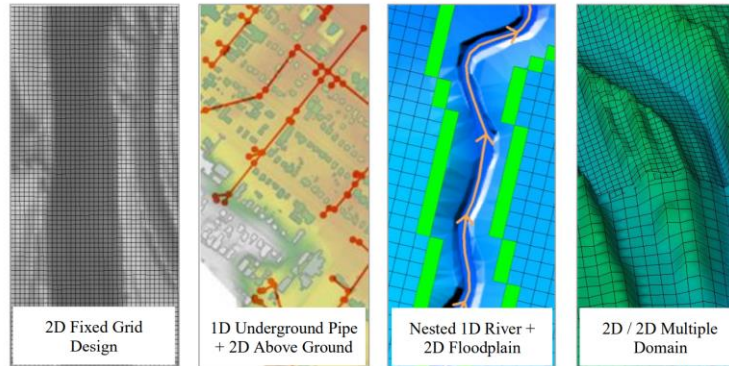 2D Fixed Grid
Design
1D Underground Pipe
+ 2D Above Ground
Nested 1D River +
2D Floodplain
2D / 2D Multiple
Domain